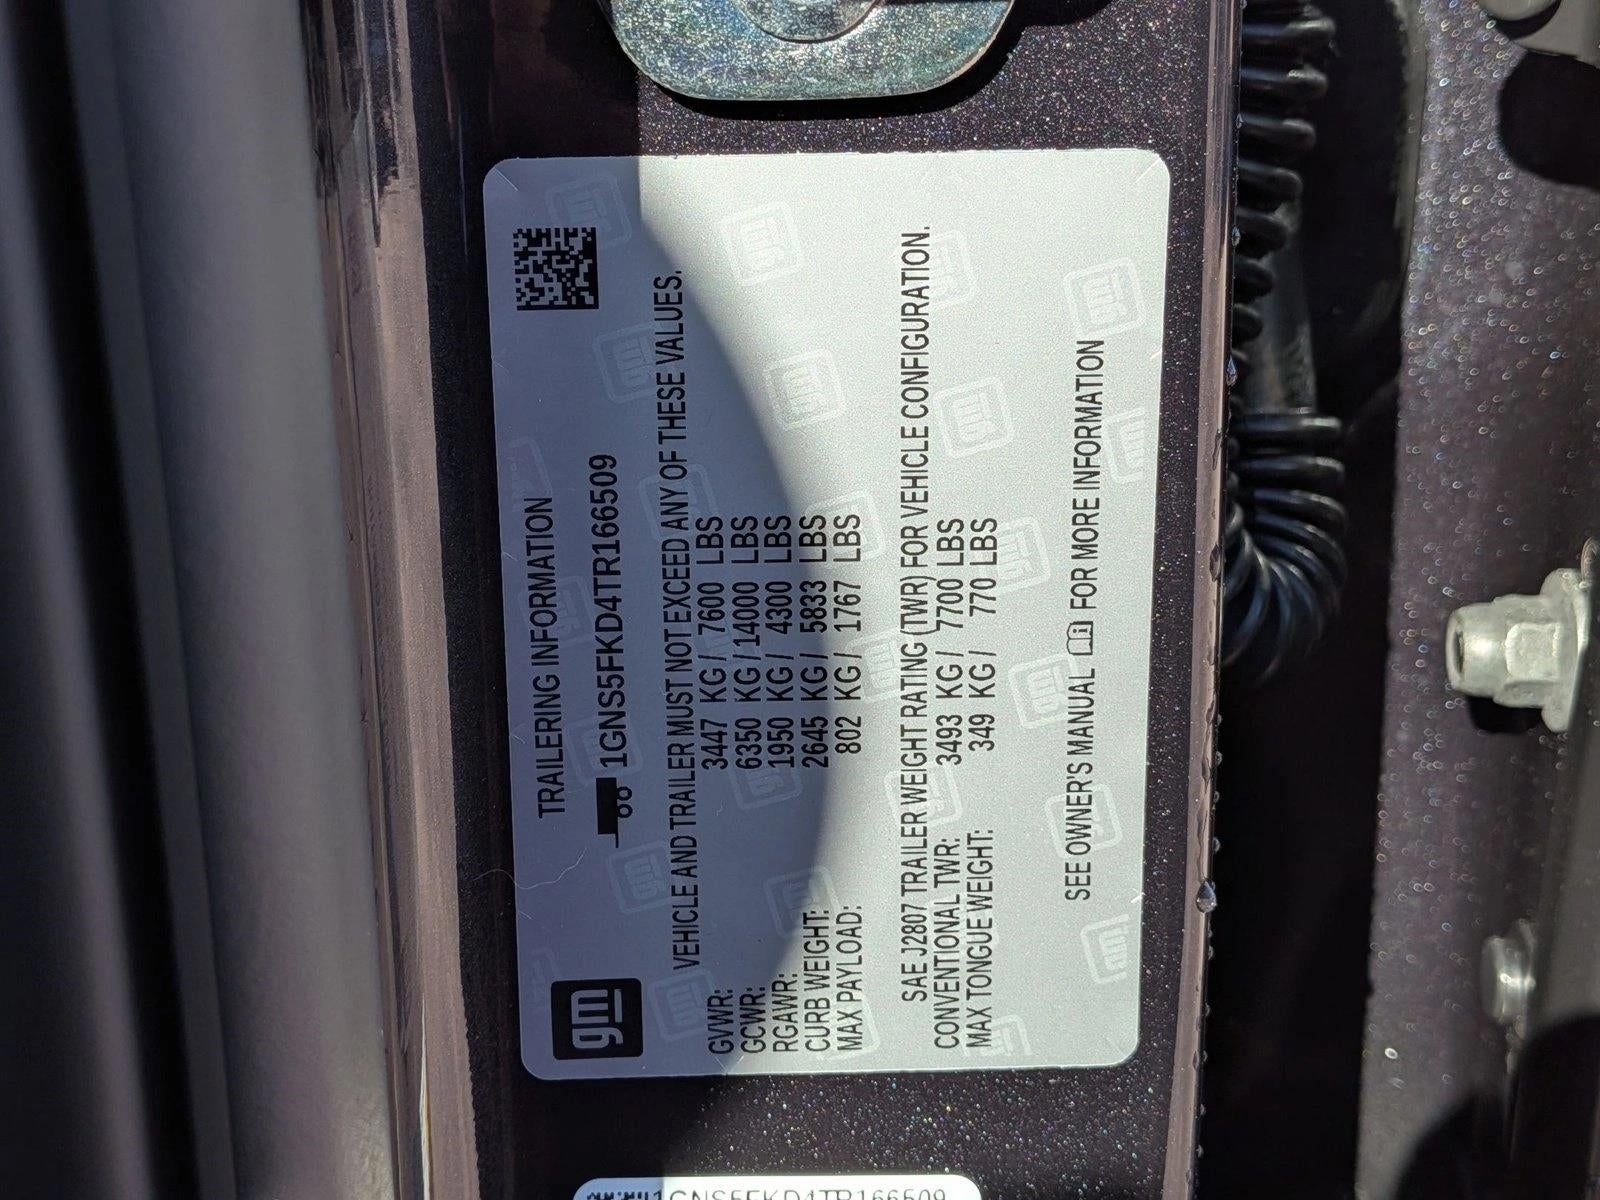 gm
TRAILERING INFORMATION
1GNS5FKD4TR166509
VEHICLE AND TRAILER MUST NOT EXCEED ANY OF THESE VALUES.
GVWR: 3447 KG / 7600 LBS
GCWR: 6350 KG / 14000 LBS
RGAWR: 1950 KG / 4300 LBS
CURB WEIGHT: 2645 KG / 5833 LBS
MAX PAYLOAD: 802 KG / 1767 LBS
SAE J2807 TRAILER WEIGHT RATING (TWR) FOR VEHICLE CONFIGURATION.
CONVENTIONAL TWR: 3493 KG / 7700 LBS
MAX TONGUE WEIGHT: 349 KG / 770 LBS
SEE OWNER'S MANUAL FOR MORE INFORMATION
1GNS5FKD4TR166509